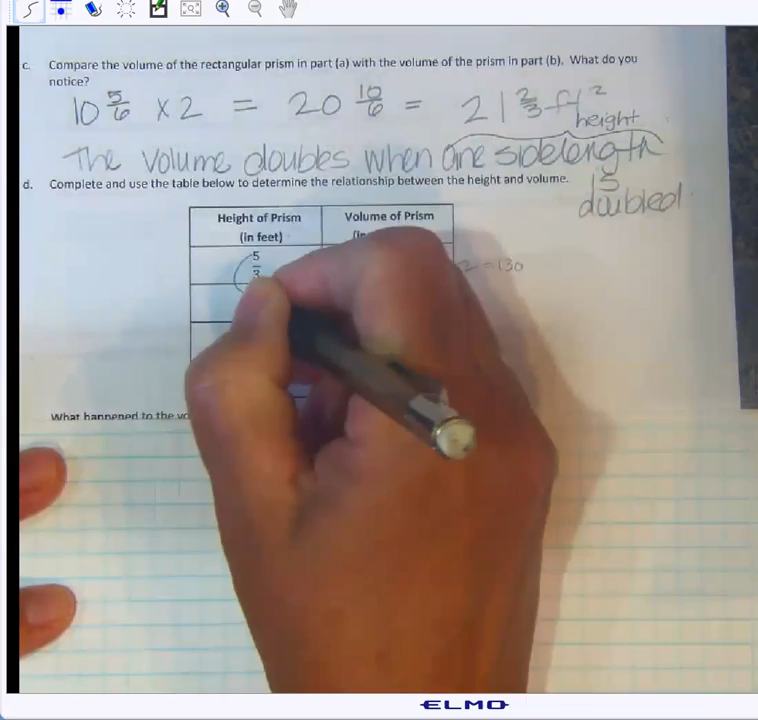 c. Compare the volume of the rectangular prism in part (a) with the volume of the prism in part (b). What do you
notice?
10 5/6 x 2 = 20 10/6 = 21 2/3 ft²
height
The volume doubles when one sidelength
is
doubled.
d. Complete and use the table below to determine the relationship between the height and volume.
Height of Prism
(in feet)
Volume of Prism
(in
5/3
2 = 130
What happened to the vo
ELMO